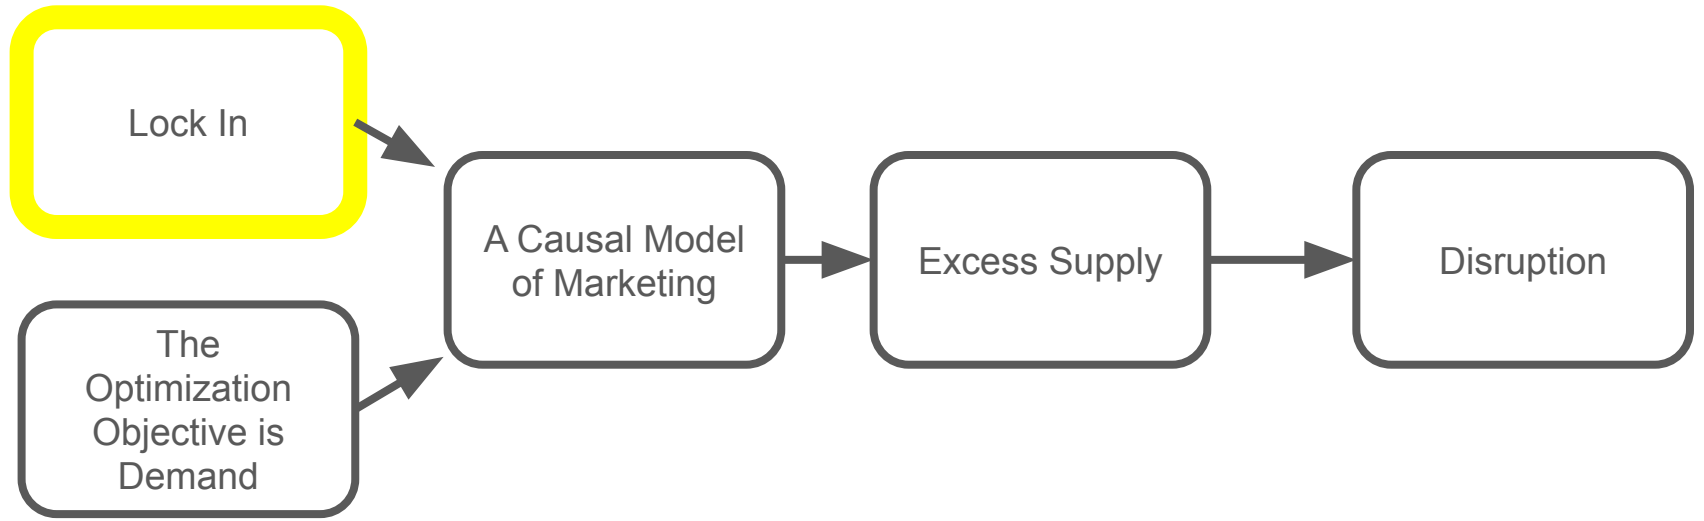 Lock In
The
Optimization
Objective is
Demand
A Causal Model
of Marketing
Excess Supply
Disruption